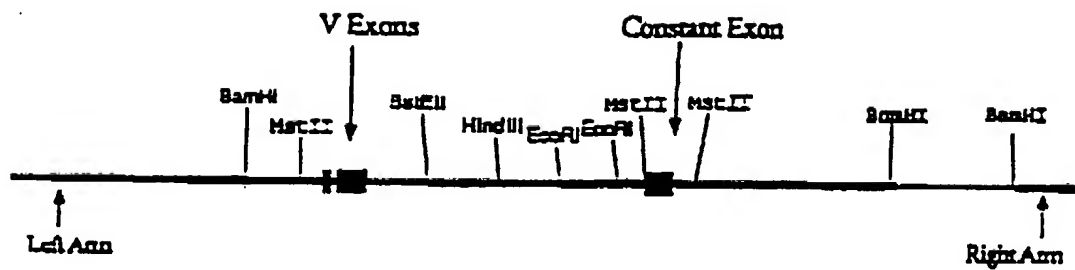 V Exons
Constant Exon
BamHI
MstII
BstEII
HindIII
EcoRI
EcoRI
MstII
MstII
BamHI
BamHI
Left Arm
Right Arm